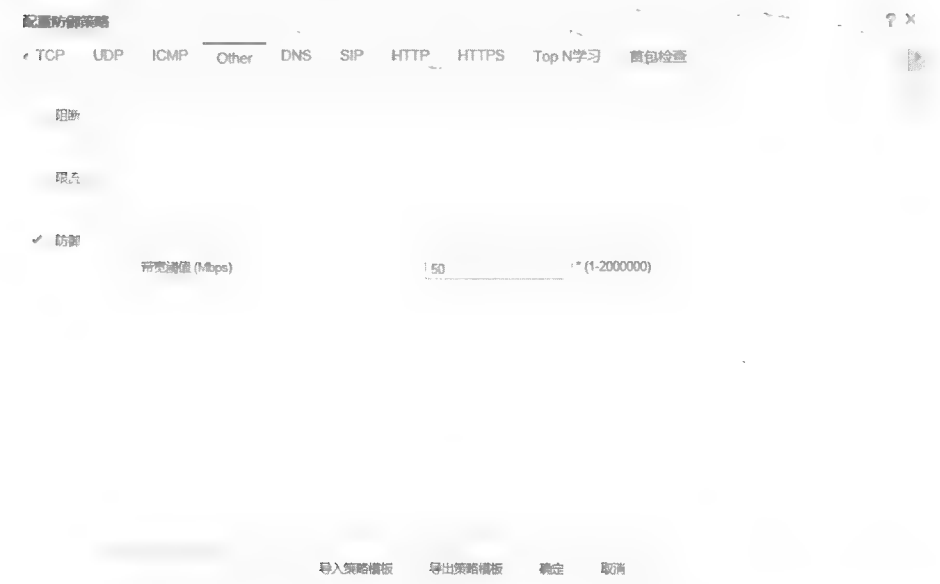 配置防御策略 ? ×
TCP UDP ICMP Other DNS SIP HTTP HTTPS Top N学习 首包检查
阻断
限流
✔ 防御
带宽阈值 (Mbps) 50 * (1-2000000)
导入策略模板 导出策略模板 确定 取消